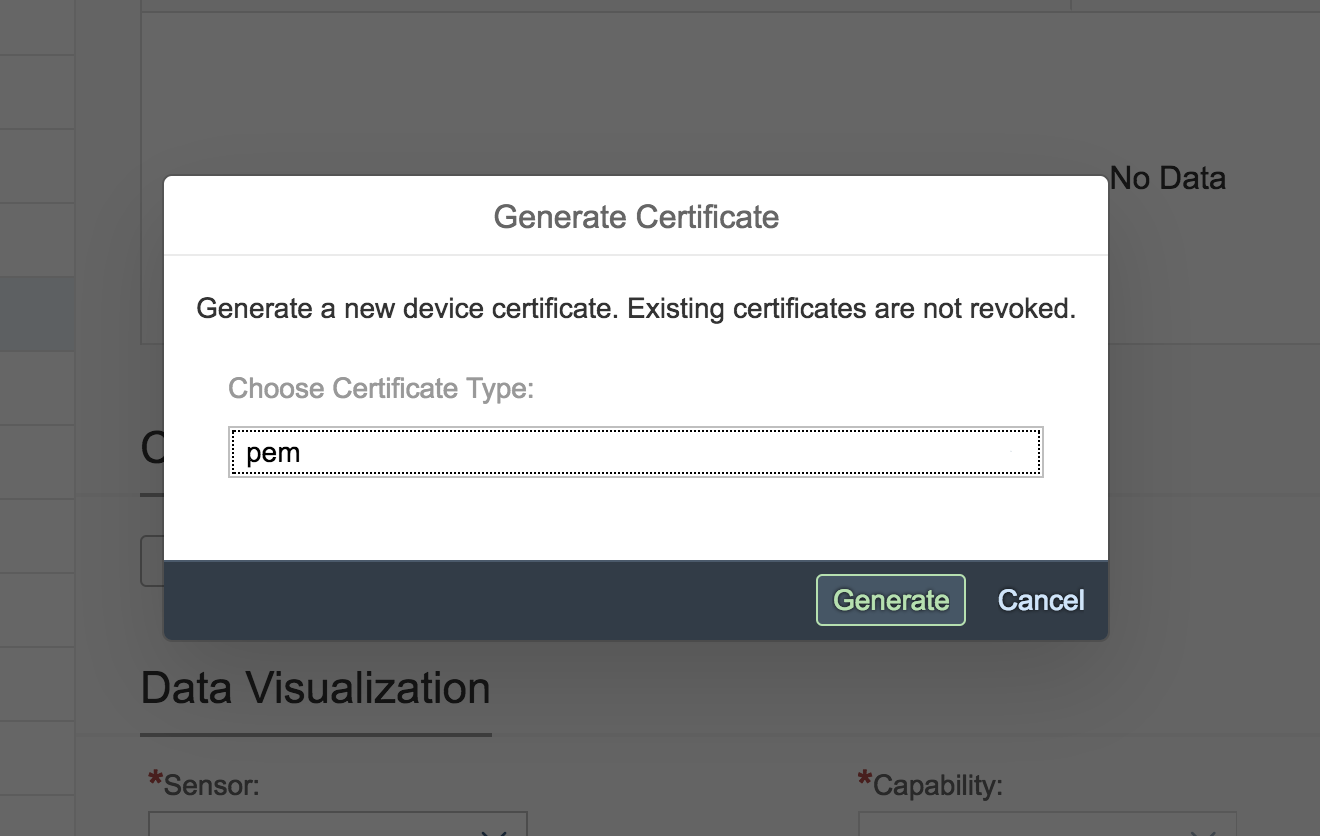 No Data
Generate Certificate
Generate a new device certificate. Existing certificates are not revoked.
Choose Certificate Type:
pem
Generate Cancel
Data Visualization
*Sensor: *Capability: